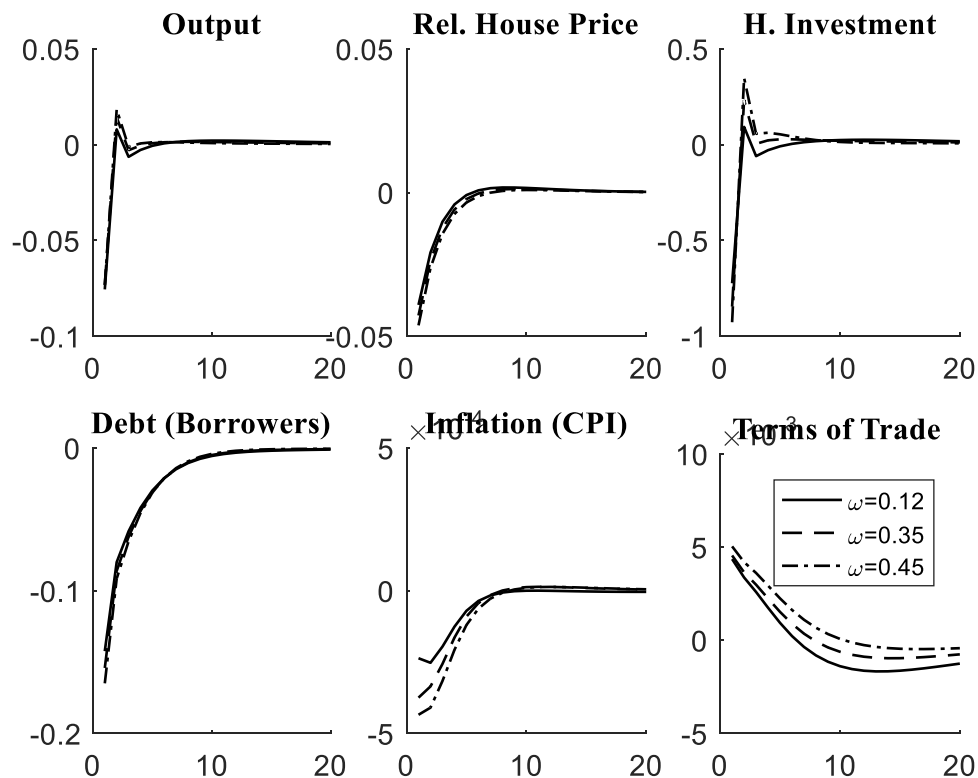 Output
Rel. House Price
H. Investment
0.05
0
-0.05
-0.1
0 10 20
0.05
0
-0.05
0 10 20
0.5
0
-0.5
-1
0 10 20
Debt (Borrowers)
Inflation (CPI)
Terms of Trade
0
-0.1
-0.2
0 10 20
× 10-4
5
0
-5
0 10 20
× 10-3
10
5
0
-5
0 10 20
ω=0.12
ω=0.35
ω=0.45